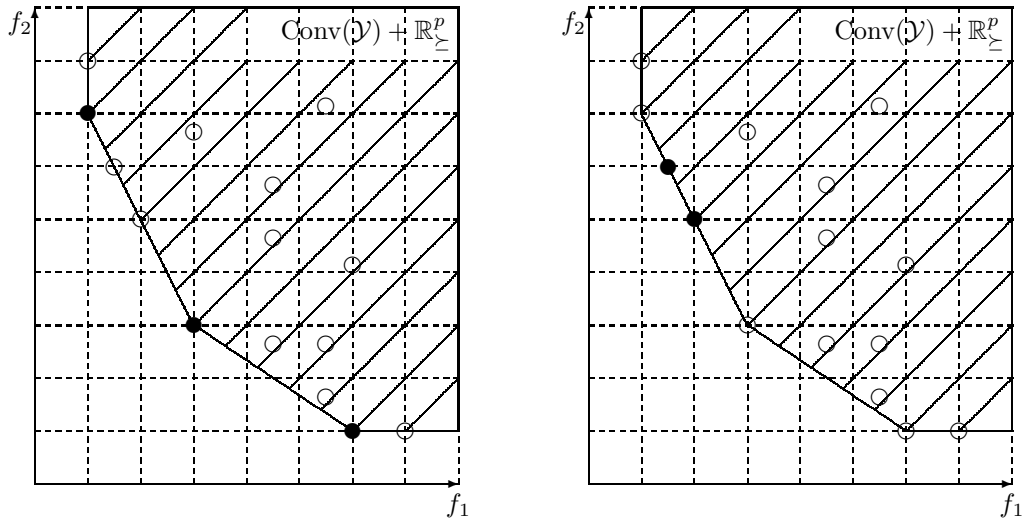 f₂ Conv(𝒴) + ℝ^p_≥
f₁
f₂ Conv(𝒴) + ℝ^p_≥
f₁